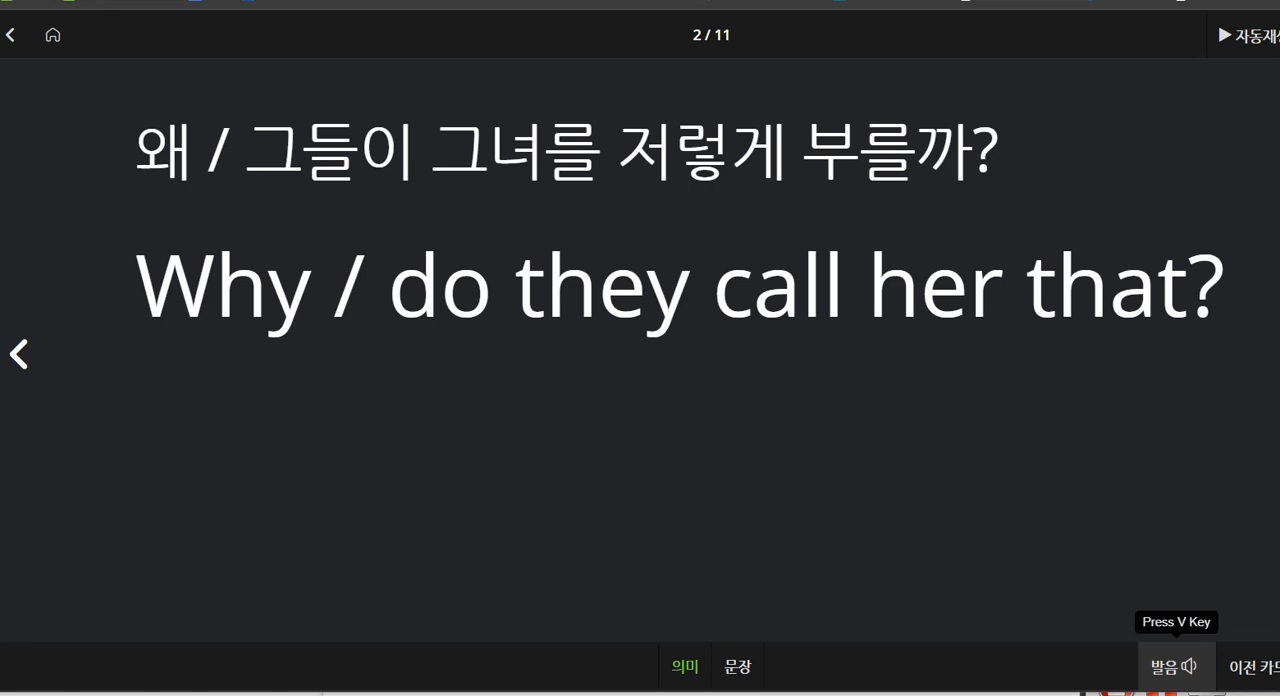 2 / 11
▶ 자동재생
왜 / 그들이 그녀를 저렇게 부를까?
Why / do they call her that?
Press V Key
의미
문장
발음
이전